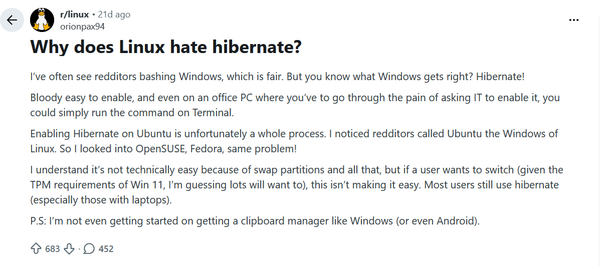 r/linux • 21d ago
orionpax94
Why does Linux hate hibernate?
I've often see redditors bashing Windows, which is fair. But you know what Windows gets right? Hibernate!
Bloody easy to enable, and even on an office PC where you've to go through the pain of asking IT to enable it, you
could simply run the command on Terminal.
Enabling Hibernate on Ubuntu is unfortunately a whole process. I noticed redditors called Ubuntu the Windows of
Linux. So I looked into OpenSUSE, Fedora, same problem!
I understand it's not technically easy because of swap partitions and all that, but if a user wants to switch (given the
TPM requirements of Win 11, I'm guessing lots will want to), this isn't making it easy. Most users still use hibernate
(especially those with laptops).
P.S: I'm not even getting started on getting a clipboard manager like Windows (or even Android).
683 · 452